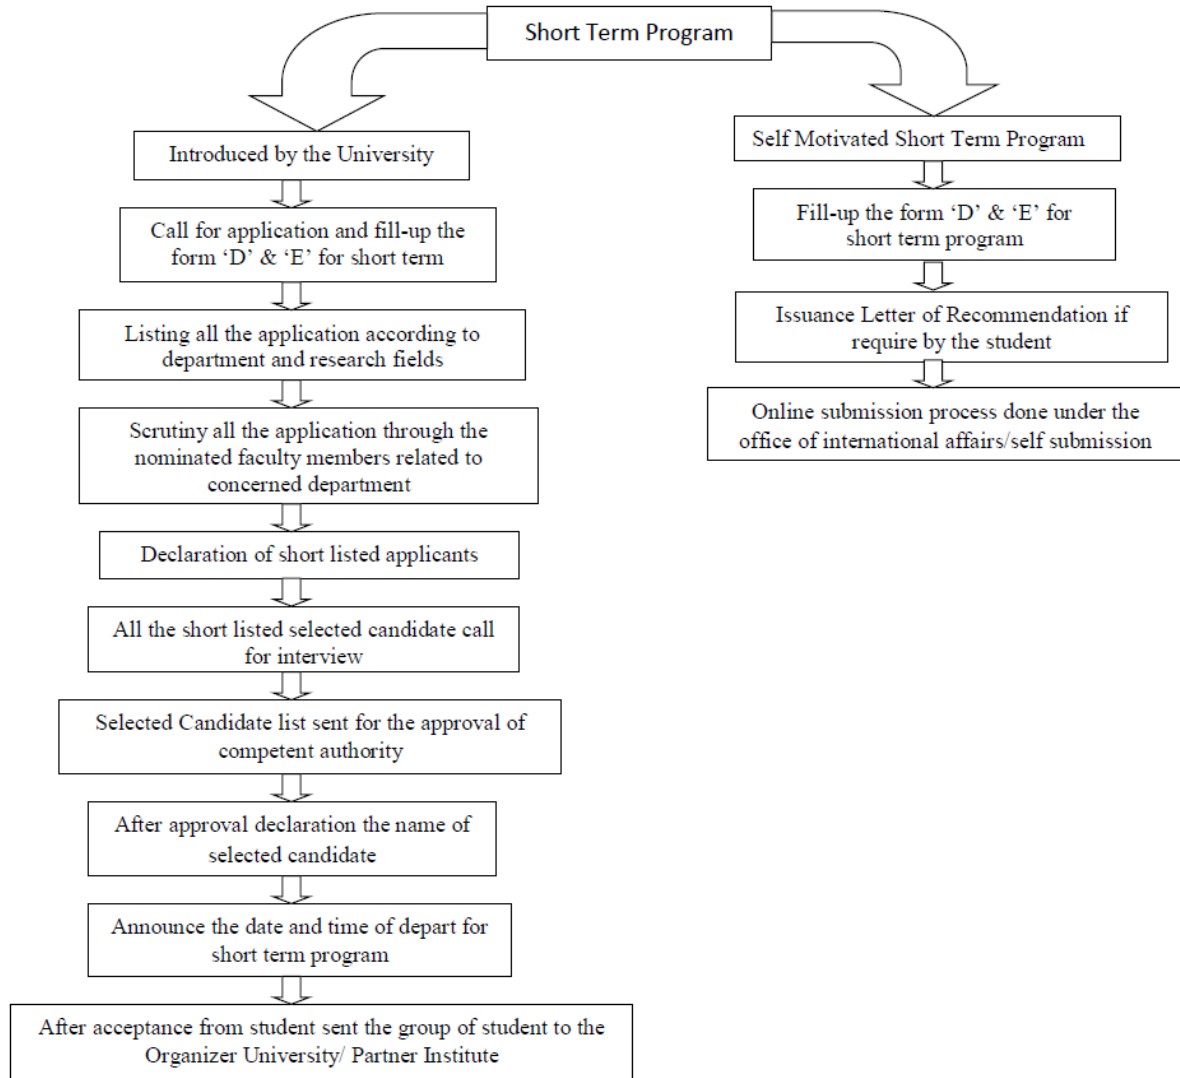 Short Term Program
Introduced by the University
Call for application and fill-up the
form ‘D’ & ‘E’ for short term
Listing all the application according to
department and research fields
Scrutiny all the application through the
nominated faculty members related to
concerned department
Declaration of short listed applicants
All the short listed selected candidate call
for interview
Selected Candidate list sent for the approval of
competent authority
After approval declaration the name of
selected candidate
Announce the date and time of depart for
short term program
After acceptance from student sent the group of student to the
Organizer University/ Partner Institute
Self Motivated Short Term Program
Fill-up the form ‘D’ & ‘E’ for
short term program
Issuance Letter of Recommendation if
require by the student
Online submission process done under the
office of international affairs/self submission